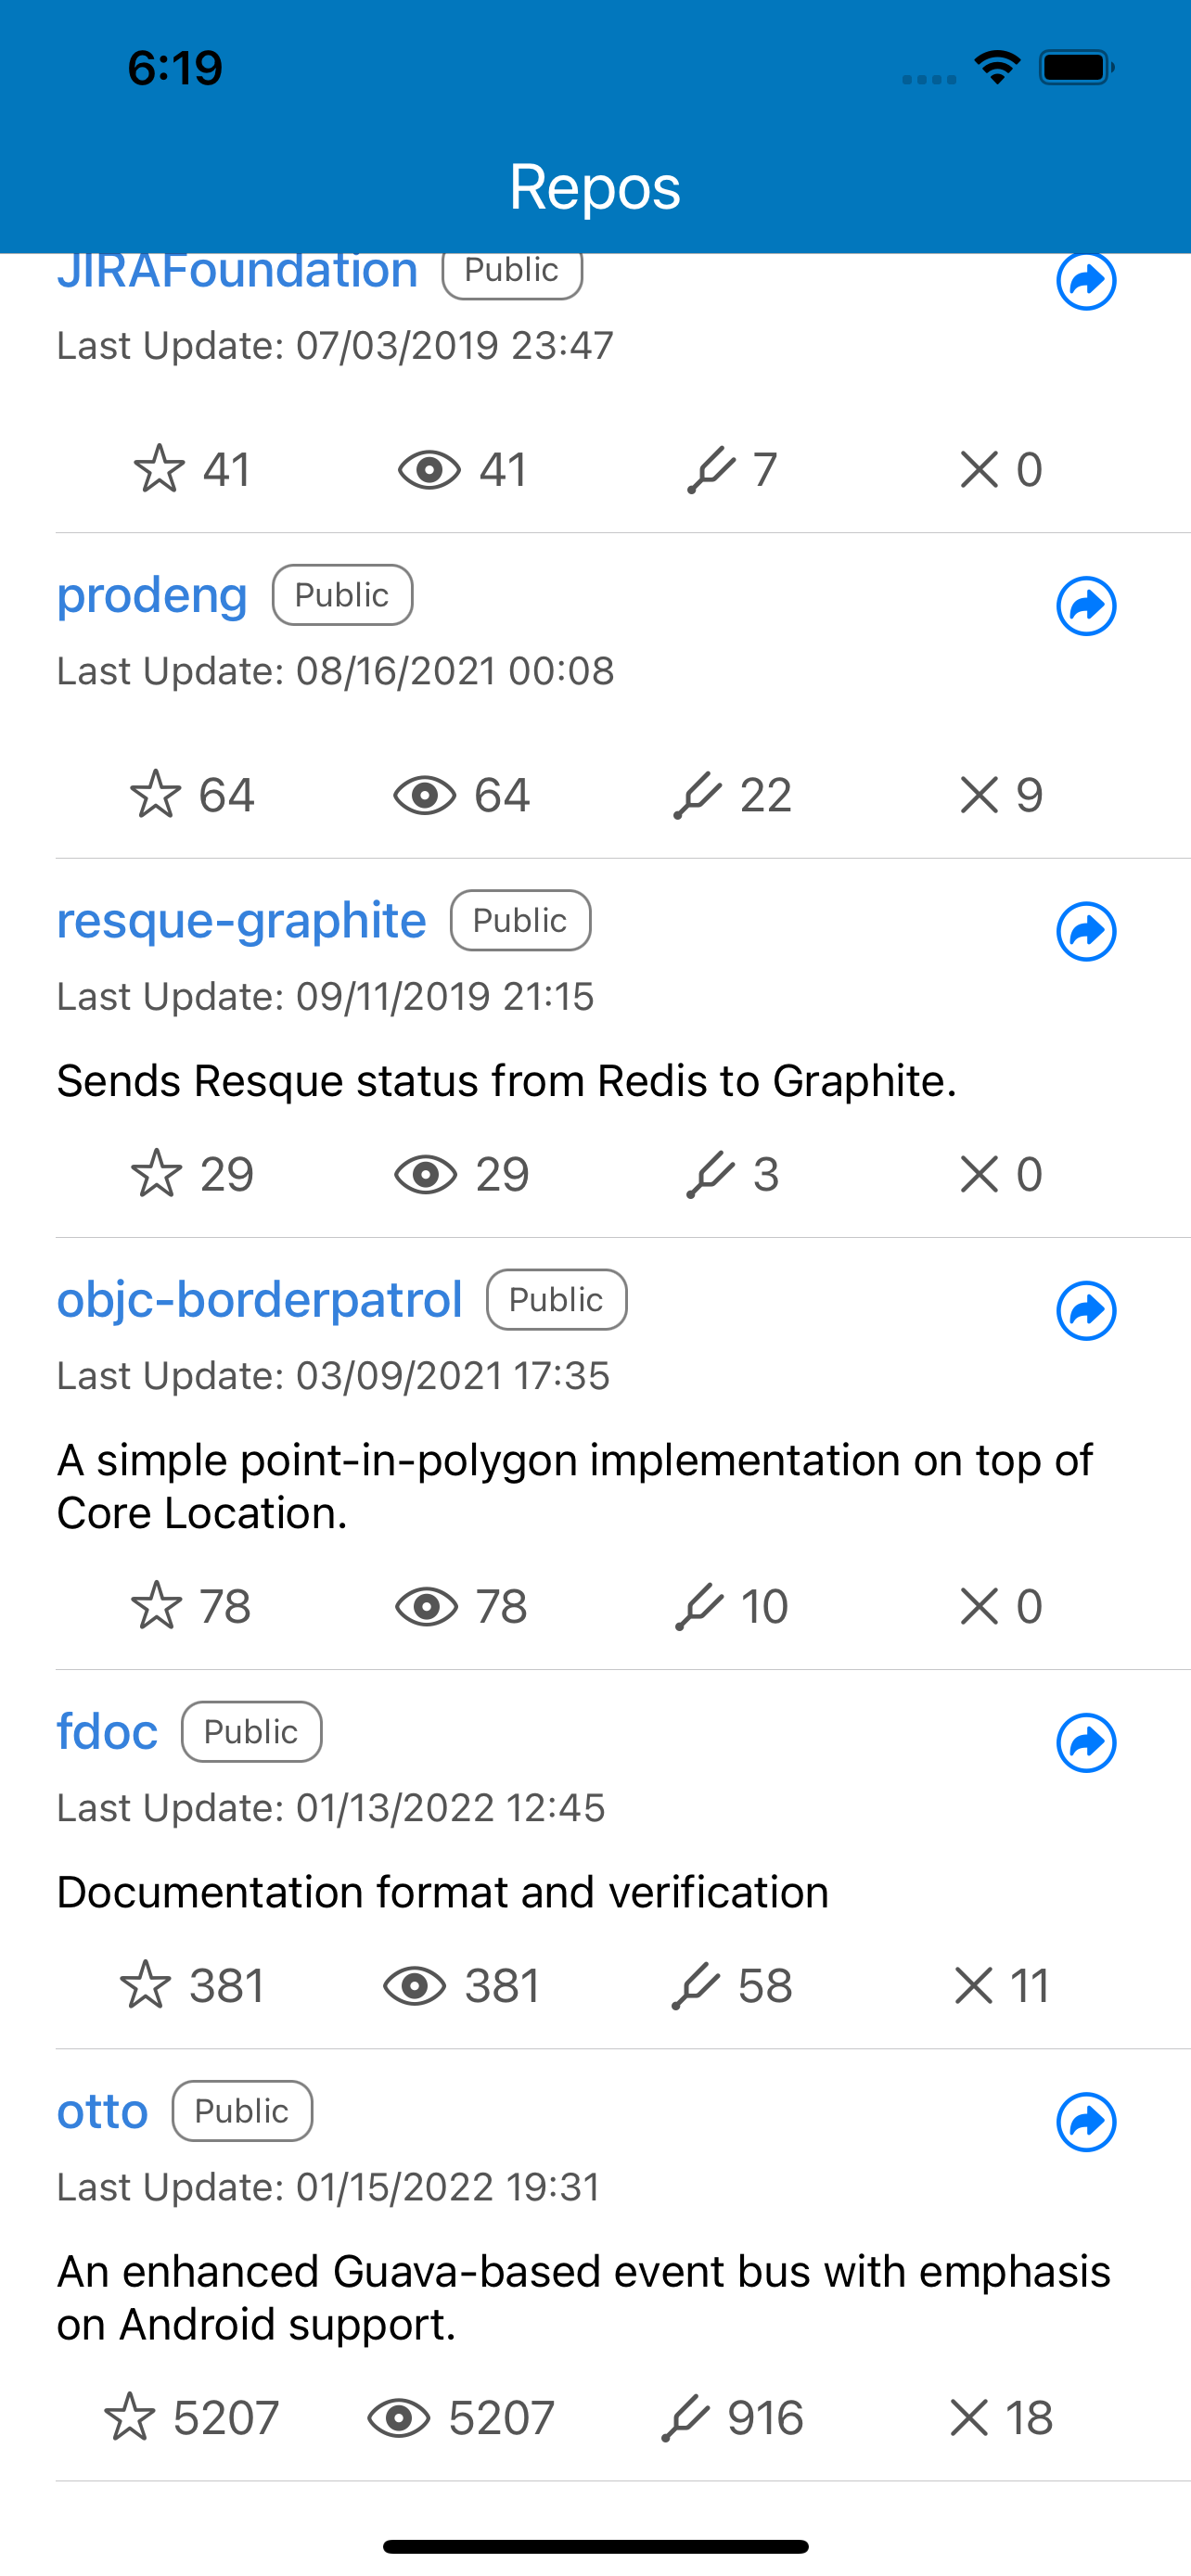 6:19
Repos
JIRAFoundation Public
Last Update: 07/03/2019 23:47
41 41 7 0
prodeng Public
Last Update: 08/16/2021 00:08
64 64 22 9
resque-graphite Public
Last Update: 09/11/2019 21:15
Sends Resque status from Redis to Graphite.
29 29 3 0
objc-borderpatrol Public
Last Update: 03/09/2021 17:35
A simple point-in-polygon implementation on top of
Core Location.
78 78 10 0
fdoc Public
Last Update: 01/13/2022 12:45
Documentation format and verification
381 381 58 11
otto Public
Last Update: 01/15/2022 19:31
An enhanced Guava-based event bus with emphasis
on Android support.
5207 5207 916 18